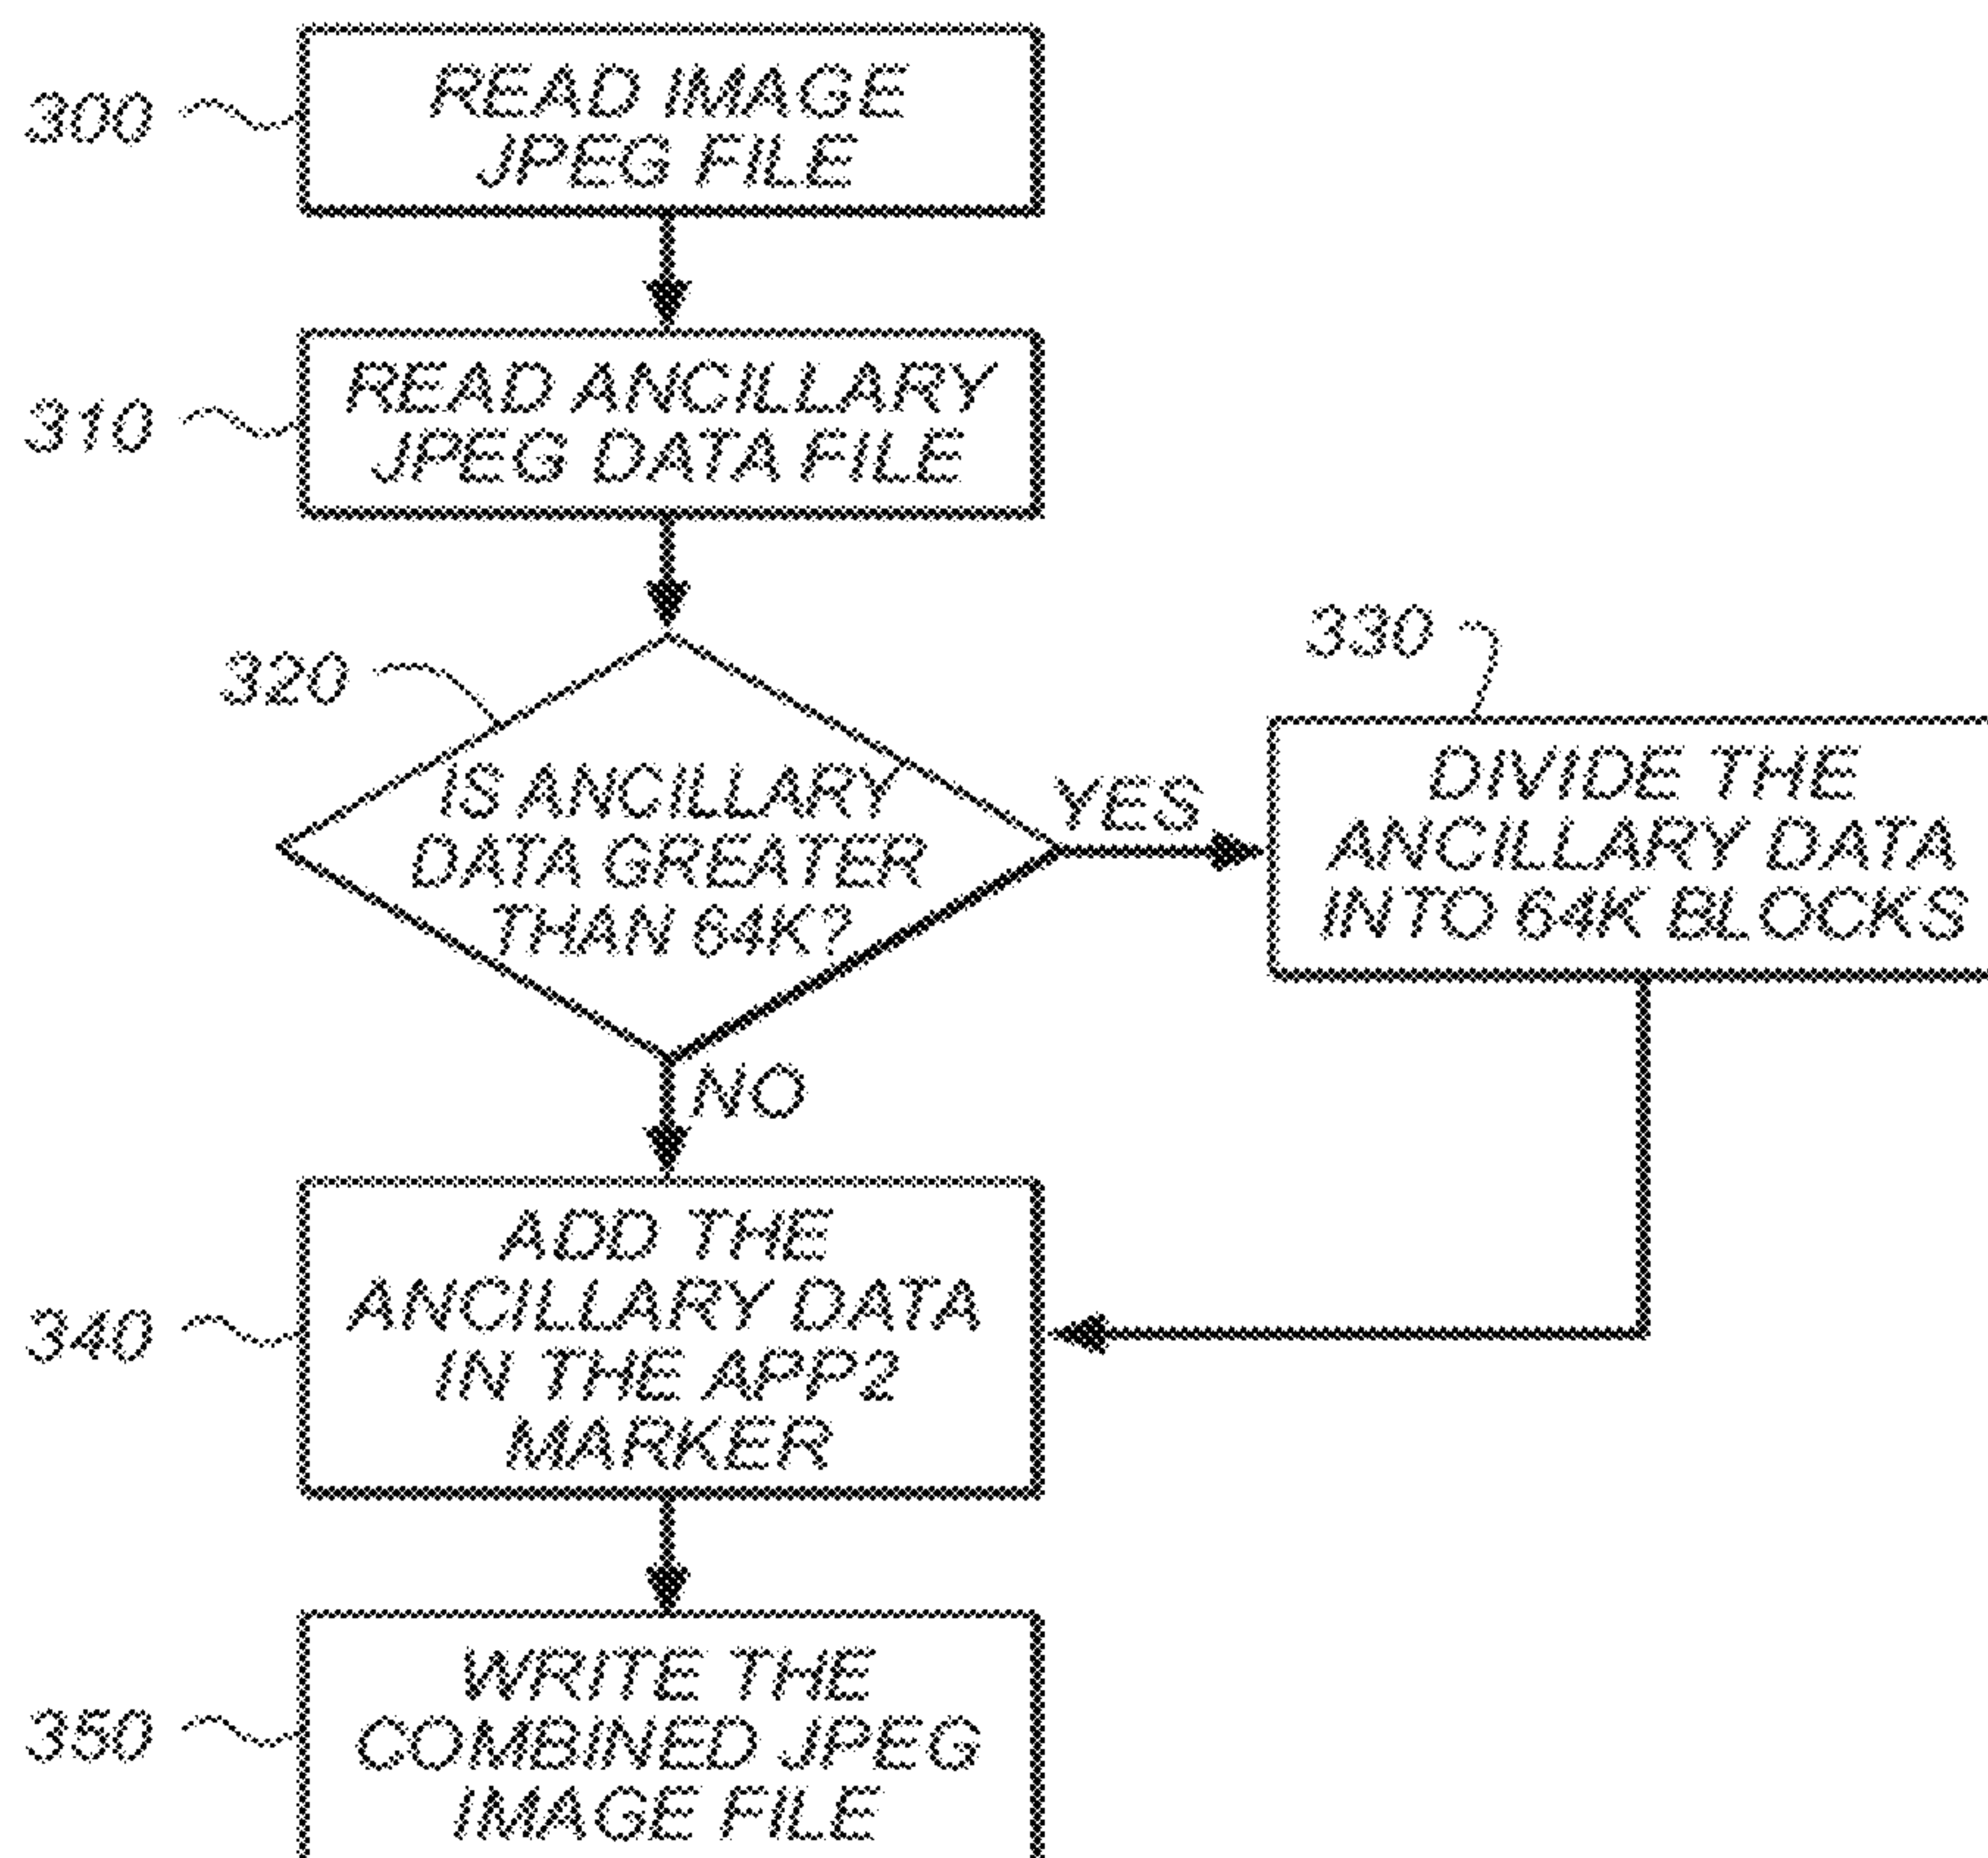 300
READ IMAGE
JPEG FILE
310
READ ANCILLARY
JPEG DATA FILE
320
IS ANCILLARY
DATA GREATER
THAN 64K?
YES
330
DIVIDE THE
ANCILLARY DATA
INTO 64K BLOCKS
NO
340
ADD THE
ANCILLARY DATA
IN THE APP2
MARKER
350
WRITE THE
COMBINED JPEG
IMAGE FILE